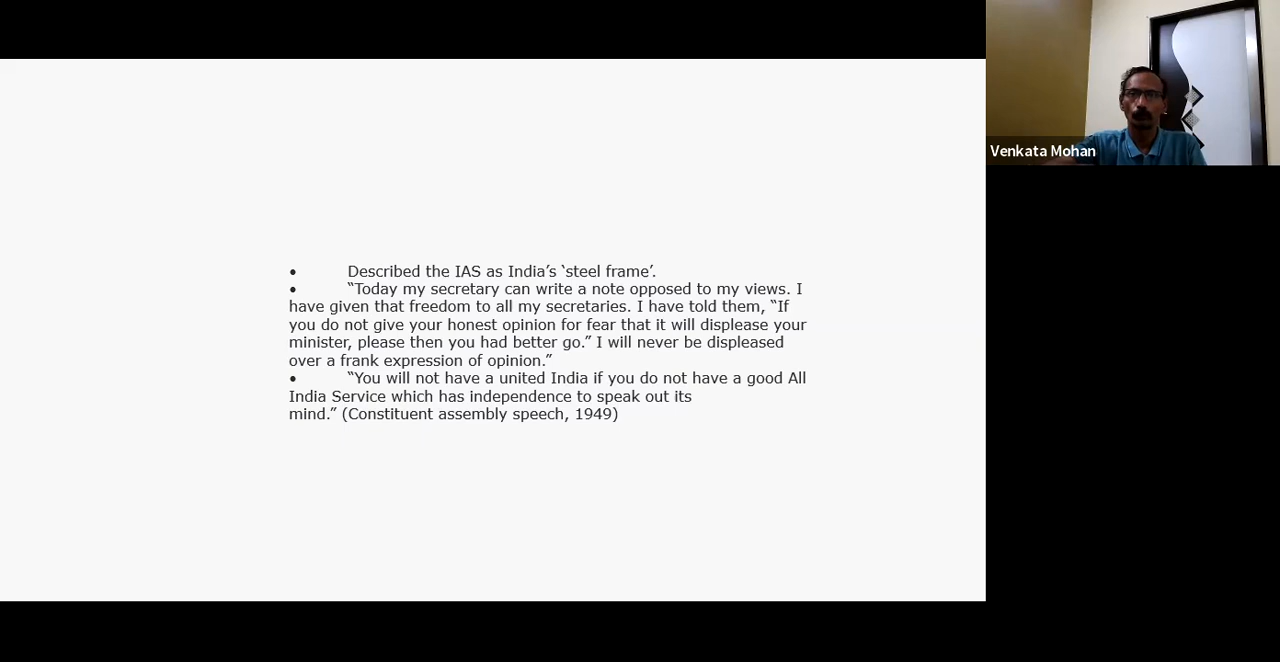 • Described the IAS as India’s ‘steel frame’.
• “Today my secretary can write a note opposed to my views. I
have given that freedom to all my secretaries. I have told them, “If
you do not give your honest opinion for fear that it will displease your
minister, please then you had better go.” I will never be displeased
over a frank expression of opinion.”
• “You will not have a united India if you do not have a good All
India Service which has independence to speak out its
mind.” (Constituent assembly speech, 1949)
Venkata Mohan